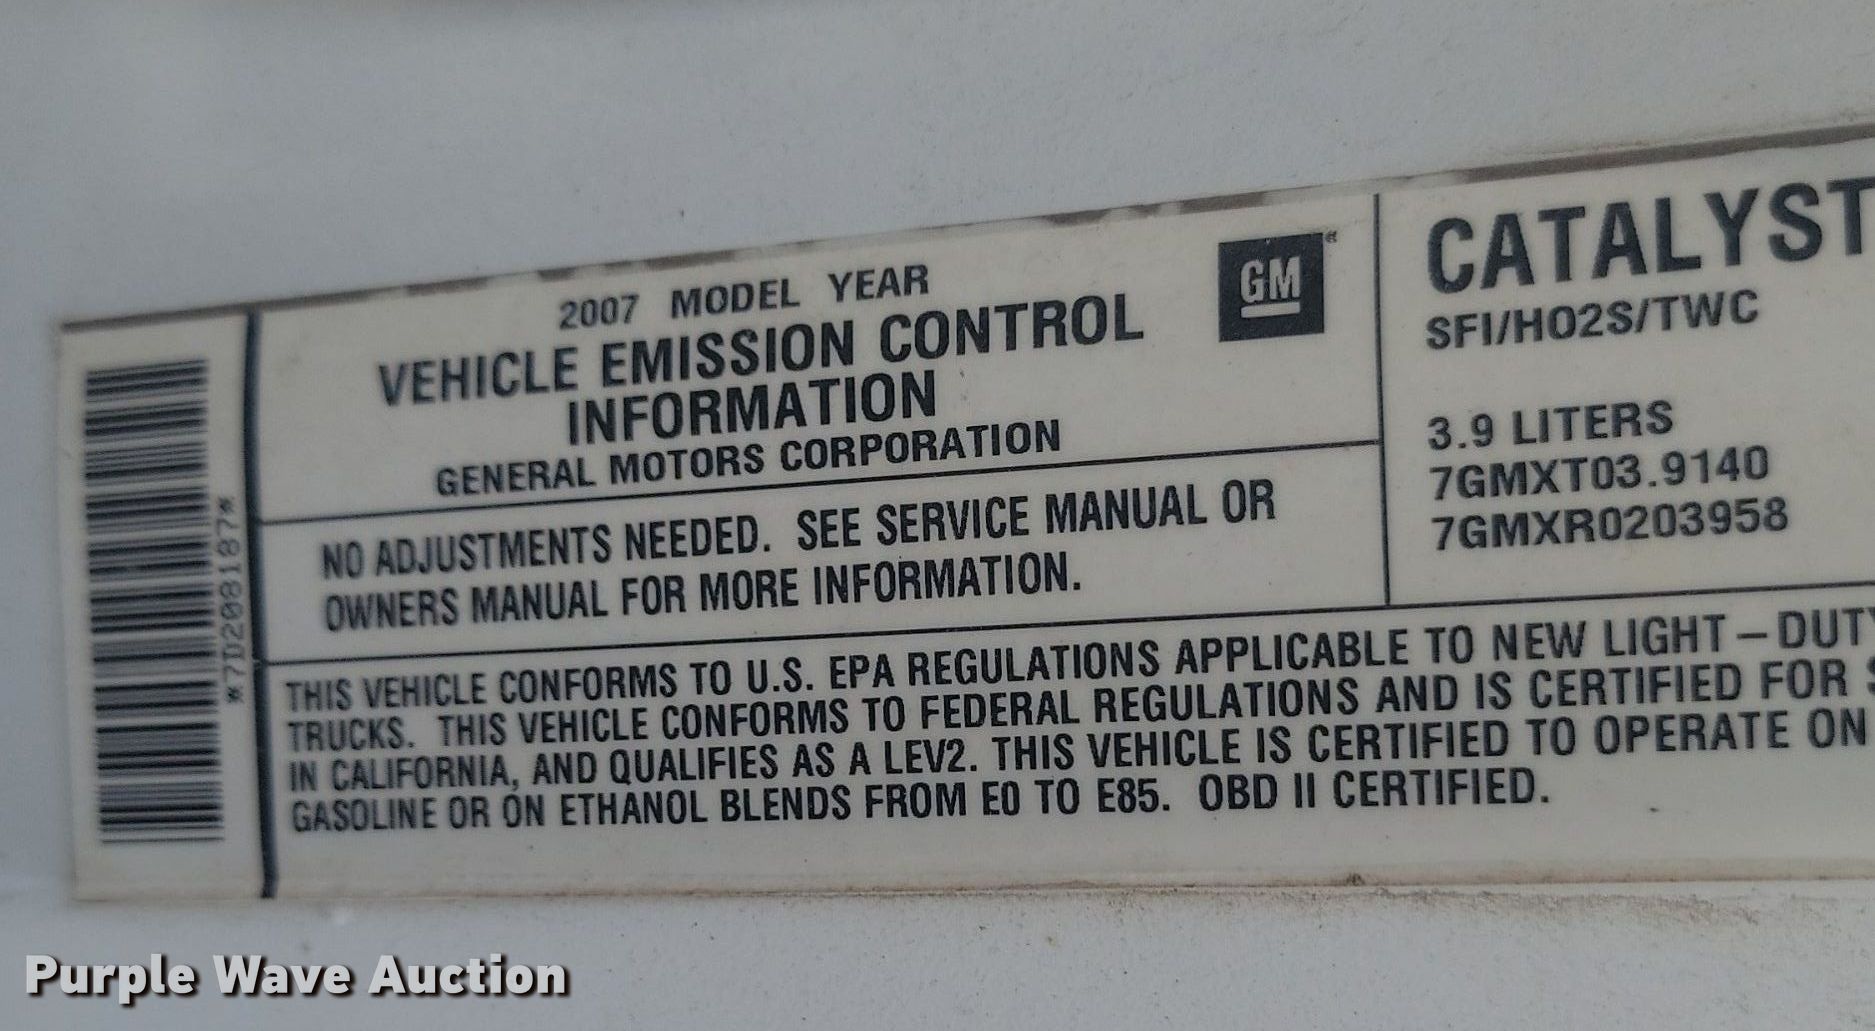 *7D208187*
2007 MODEL YEAR
VEHICLE EMISSION CONTROL
INFORMATION
GENERAL MOTORS CORPORATION
GM
NO ADJUSTMENTS NEEDED. SEE SERVICE MANUAL OR
OWNERS MANUAL FOR MORE INFORMATION.
CATALYST
SFI/HO2S/TWC
3.9 LITERS
7GMXT03.9140
7GMXR0203958
THIS VEHICLE CONFORMS TO U.S. EPA REGULATIONS APPLICABLE TO NEW LIGHT-DUT
TRUCKS. THIS VEHICLE CONFORMS TO FEDERAL REGULATIONS AND IS CERTIFIED FOR
IN CALIFORNIA, AND QUALIFIES AS A LEV2. THIS VEHICLE IS CERTIFIED TO OPERATE ON
GASOLINE OR ON ETHANOL BLENDS FROM E0 TO E85. OBD II CERTIFIED.
Purple Wave Auction